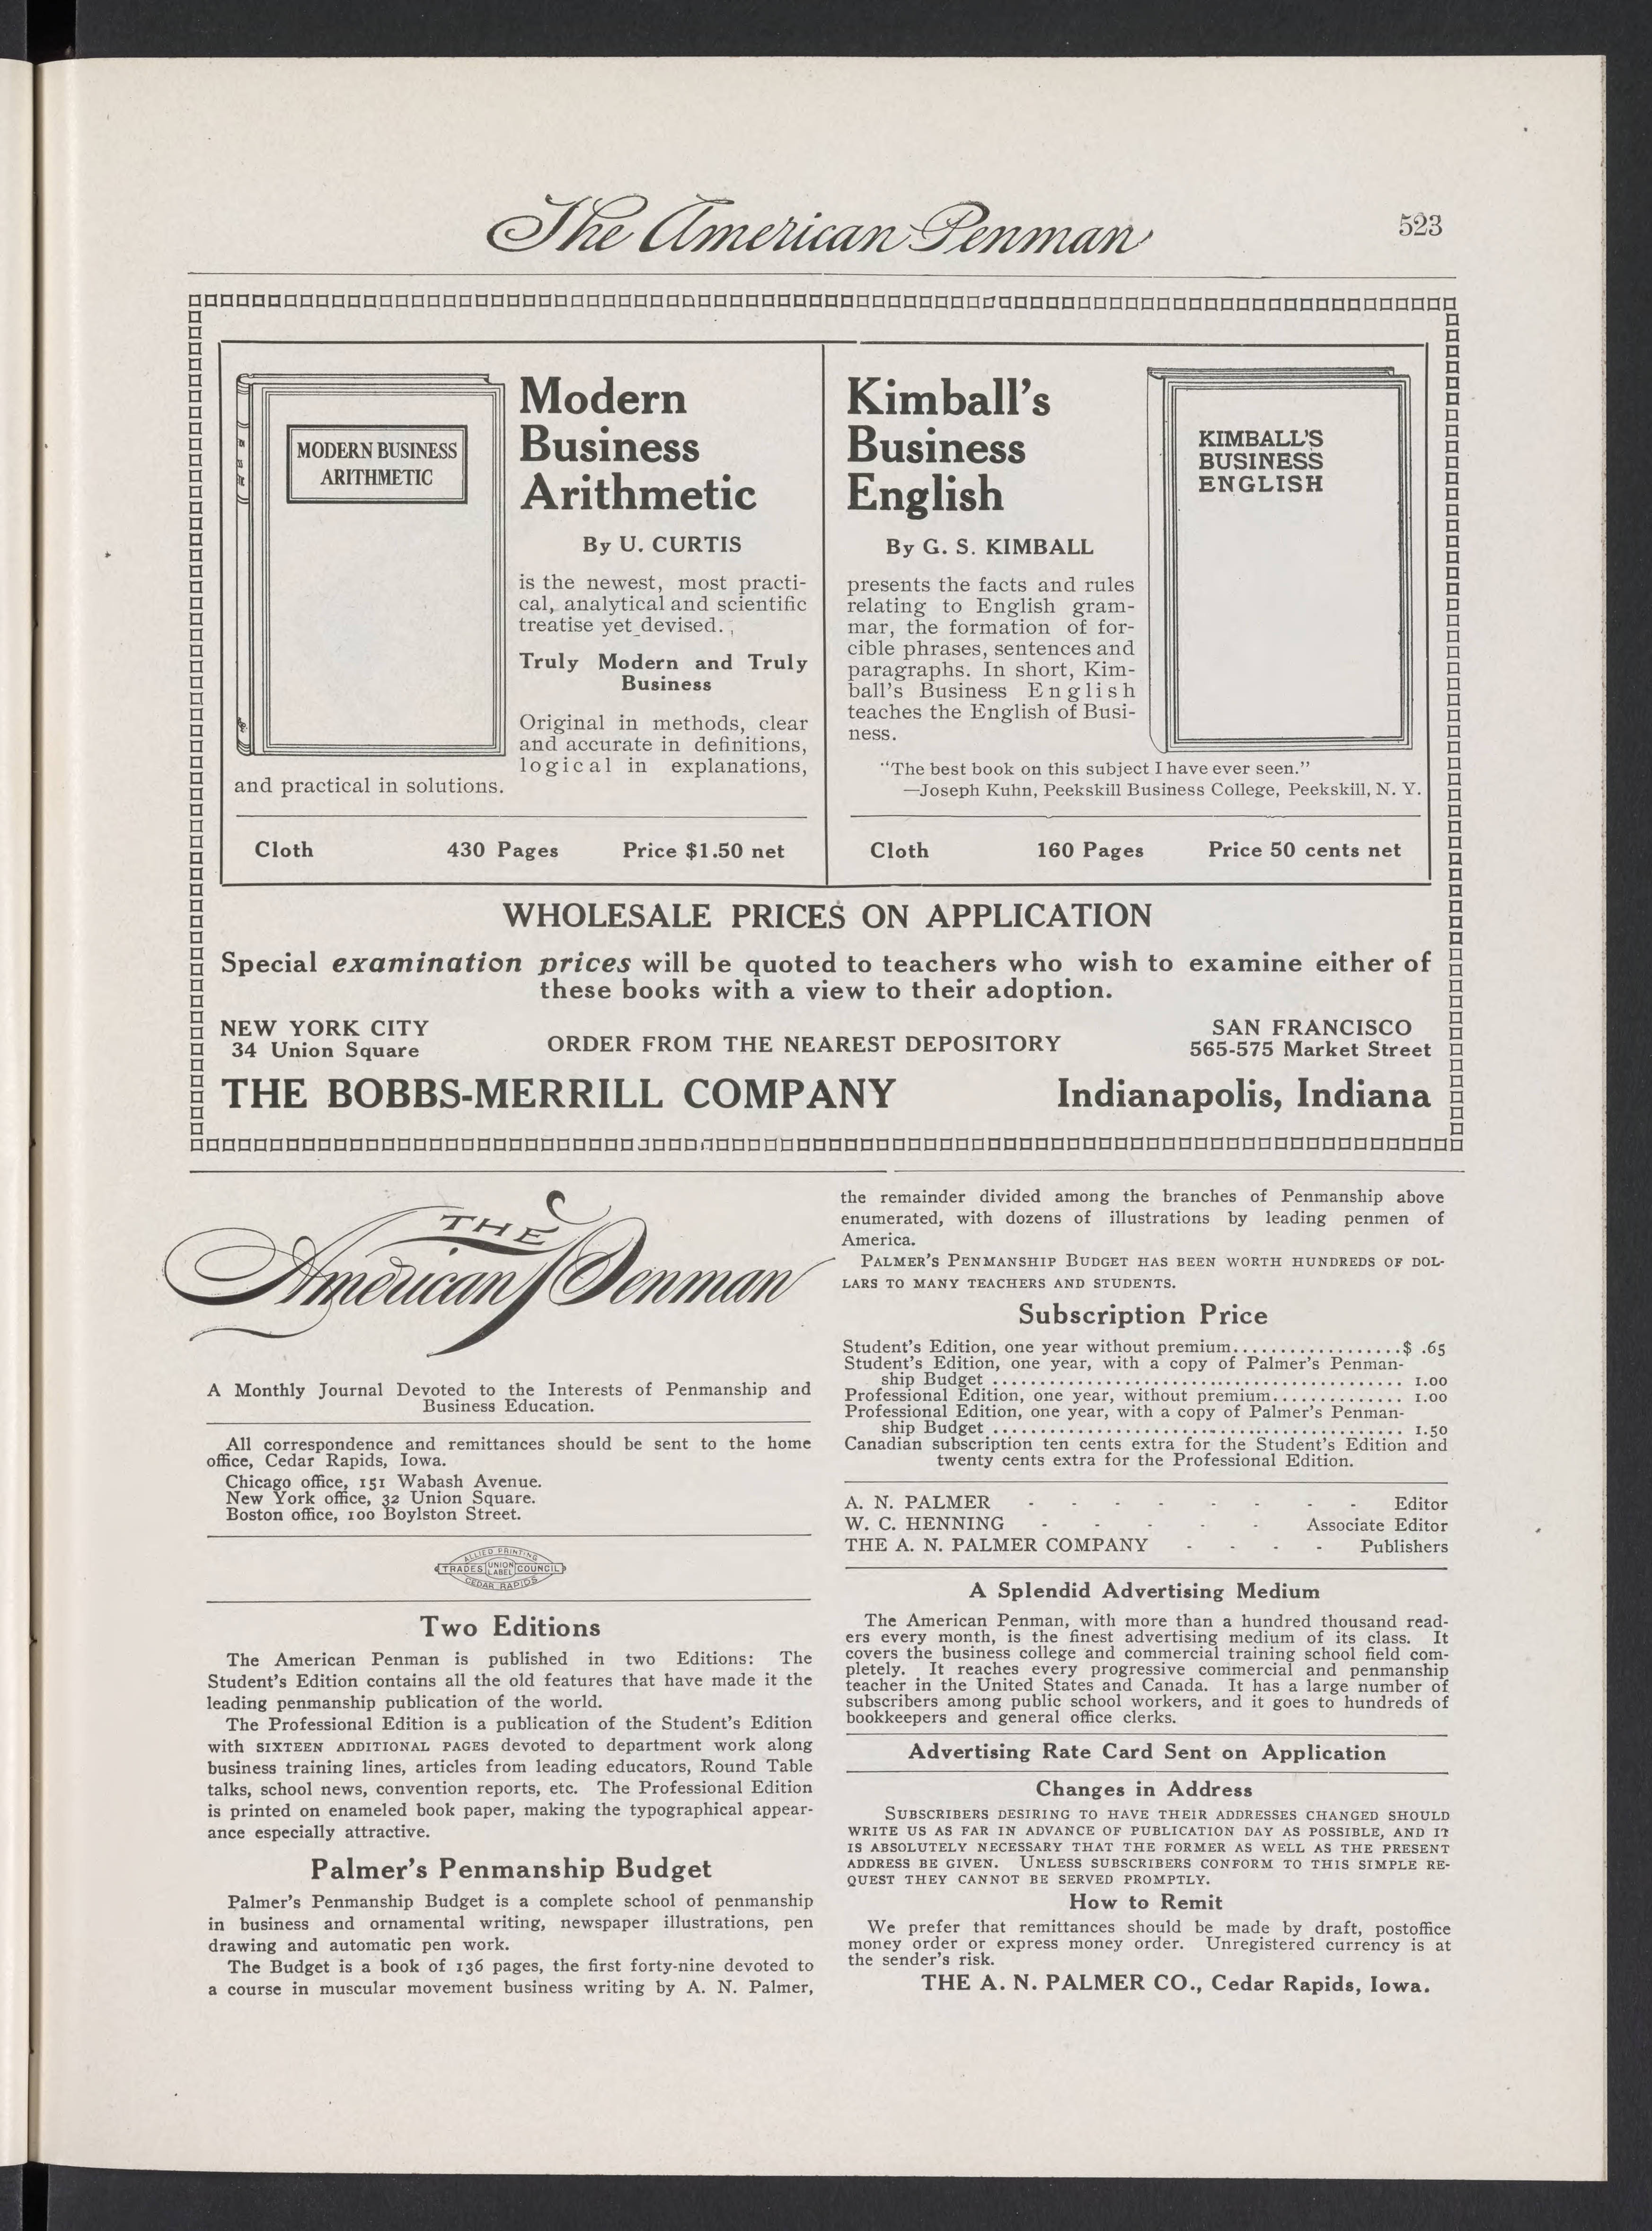 The American Penman
523
MODERN BUSINESS
ARITHMETIC
Modern
Business
Arithmetic
By U. CURTIS
is the newest, most practi-
cal, analytical and scientific
treatise yet devised.
Truly Modern and Truly
Business
Original in methods, clear
and accurate in definitions,
logical in explanations,
and practical in solutions.
Cloth 430 Pages Price $1.50 net
Kimball's
Business
English
By G. S. KIMBALL
presents the facts and rules
relating to English gram-
mar, the formation of for-
cible phrases, sentences and
paragraphs. In short, Kim-
ball's Business English
teaches the English of Busi-
ness.
KIMBALL'S
BUSINESS
ENGLISH
"The best book on this subject I have ever seen."
—Joseph Kuhn, Peekskill Business College, Peekskill, N. Y.
Cloth 160 Pages Price 50 cents net
WHOLESALE PRICES ON APPLICATION
Special examination prices will be quoted to teachers who wish to examine either of
these books with a view to their adoption.
NEW YORK CITY
34 Union Square
ORDER FROM THE NEAREST DEPOSITORY
SAN FRANCISCO
565-575 Market Street
THE BOBBS-MERRILL COMPANY Indianapolis, Indiana
THE
American Penman
A Monthly Journal Devoted to the Interests of Penmanship and
Business Education.
All correspondence and remittances should be sent to the home
office, Cedar Rapids, Iowa.
Chicago office, 151 Wabash Avenue.
New York office, 32 Union Square.
Boston office, 100 Boylston Street.
ALLIED PRINTING
TRADES UNION LABEL COUNCIL
CEDAR RAPIDS
Two Editions
The American Penman is published in two Editions: The
Student's Edition contains all the old features that have made it the
leading penmanship publication of the world.
The Professional Edition is a publication of the Student's Edition
with SIXTEEN ADDITIONAL PAGES devoted to department work along
business training lines, articles from leading educators, Round Table
talks, school news, convention reports, etc. The Professional Edition
is printed on enameled book paper, making the typographical appear-
ance especially attractive.
Palmer's Penmanship Budget
Palmer's Penmanship Budget is a complete school of penmanship
in business and ornamental writing, newspaper illustrations, pen
drawing and automatic pen work.
The Budget is a book of 136 pages, the first forty-nine devoted to
a course in muscular movement business writing by A. N. Palmer,
the remainder divided among the branches of Penmanship above
enumerated, with dozens of illustrations by leading penmen of
America.
PALMER'S PENMANSHIP BUDGET HAS BEEN WORTH HUNDREDS OF DOL-
LARS TO MANY TEACHERS AND STUDENTS.
Subscription Price
Student's Edition, one year without premium..................$ .65
Student's Edition, one year, with a copy of Palmer's Penman-
ship Budget ............................................ 1.00
Professional Edition, one year, without premium.............. 1.00
Professional Edition, one year, with a copy of Palmer's Penman-
ship Budget ............................................ 1.50
Canadian subscription ten cents extra for the Student's Edition and
twenty cents extra for the Professional Edition.
A. N. PALMER - - - - - - - - Editor
W. C. HENNING - - - - - Associate Editor
THE A. N. PALMER COMPANY - - - - Publishers
A Splendid Advertising Medium
The American Penman, with more than a hundred thousand read-
ers every month, is the finest advertising medium of its class. It
covers the business college and commercial training school field com-
pletely. It reaches every progressive commercial and penmanship
teacher in the United States and Canada. It has a large number of
subscribers among public school workers, and it goes to hundreds of
bookkeepers and general office clerks.
Advertising Rate Card Sent on Application
Changes in Address
SUBSCRIBERS DESIRING TO HAVE THEIR ADDRESSES CHANGED SHOULD
WRITE US AS FAR IN ADVANCE OF PUBLICATION DAY AS POSSIBLE, AND IT
IS ABSOLUTELY NECESSARY THAT THE FORMER AS WELL AS THE PRESENT
ADDRESS BE GIVEN. UNLESS SUBSCRIBERS CONFORM TO THIS SIMPLE RE-
QUEST THEY CANNOT BE SERVED PROMPTLY.
How to Remit
We prefer that remittances should be made by draft, postoffice
money order or express money order. Unregistered currency is at
the sender's risk.
THE A. N. PALMER CO., Cedar Rapids, Iowa.